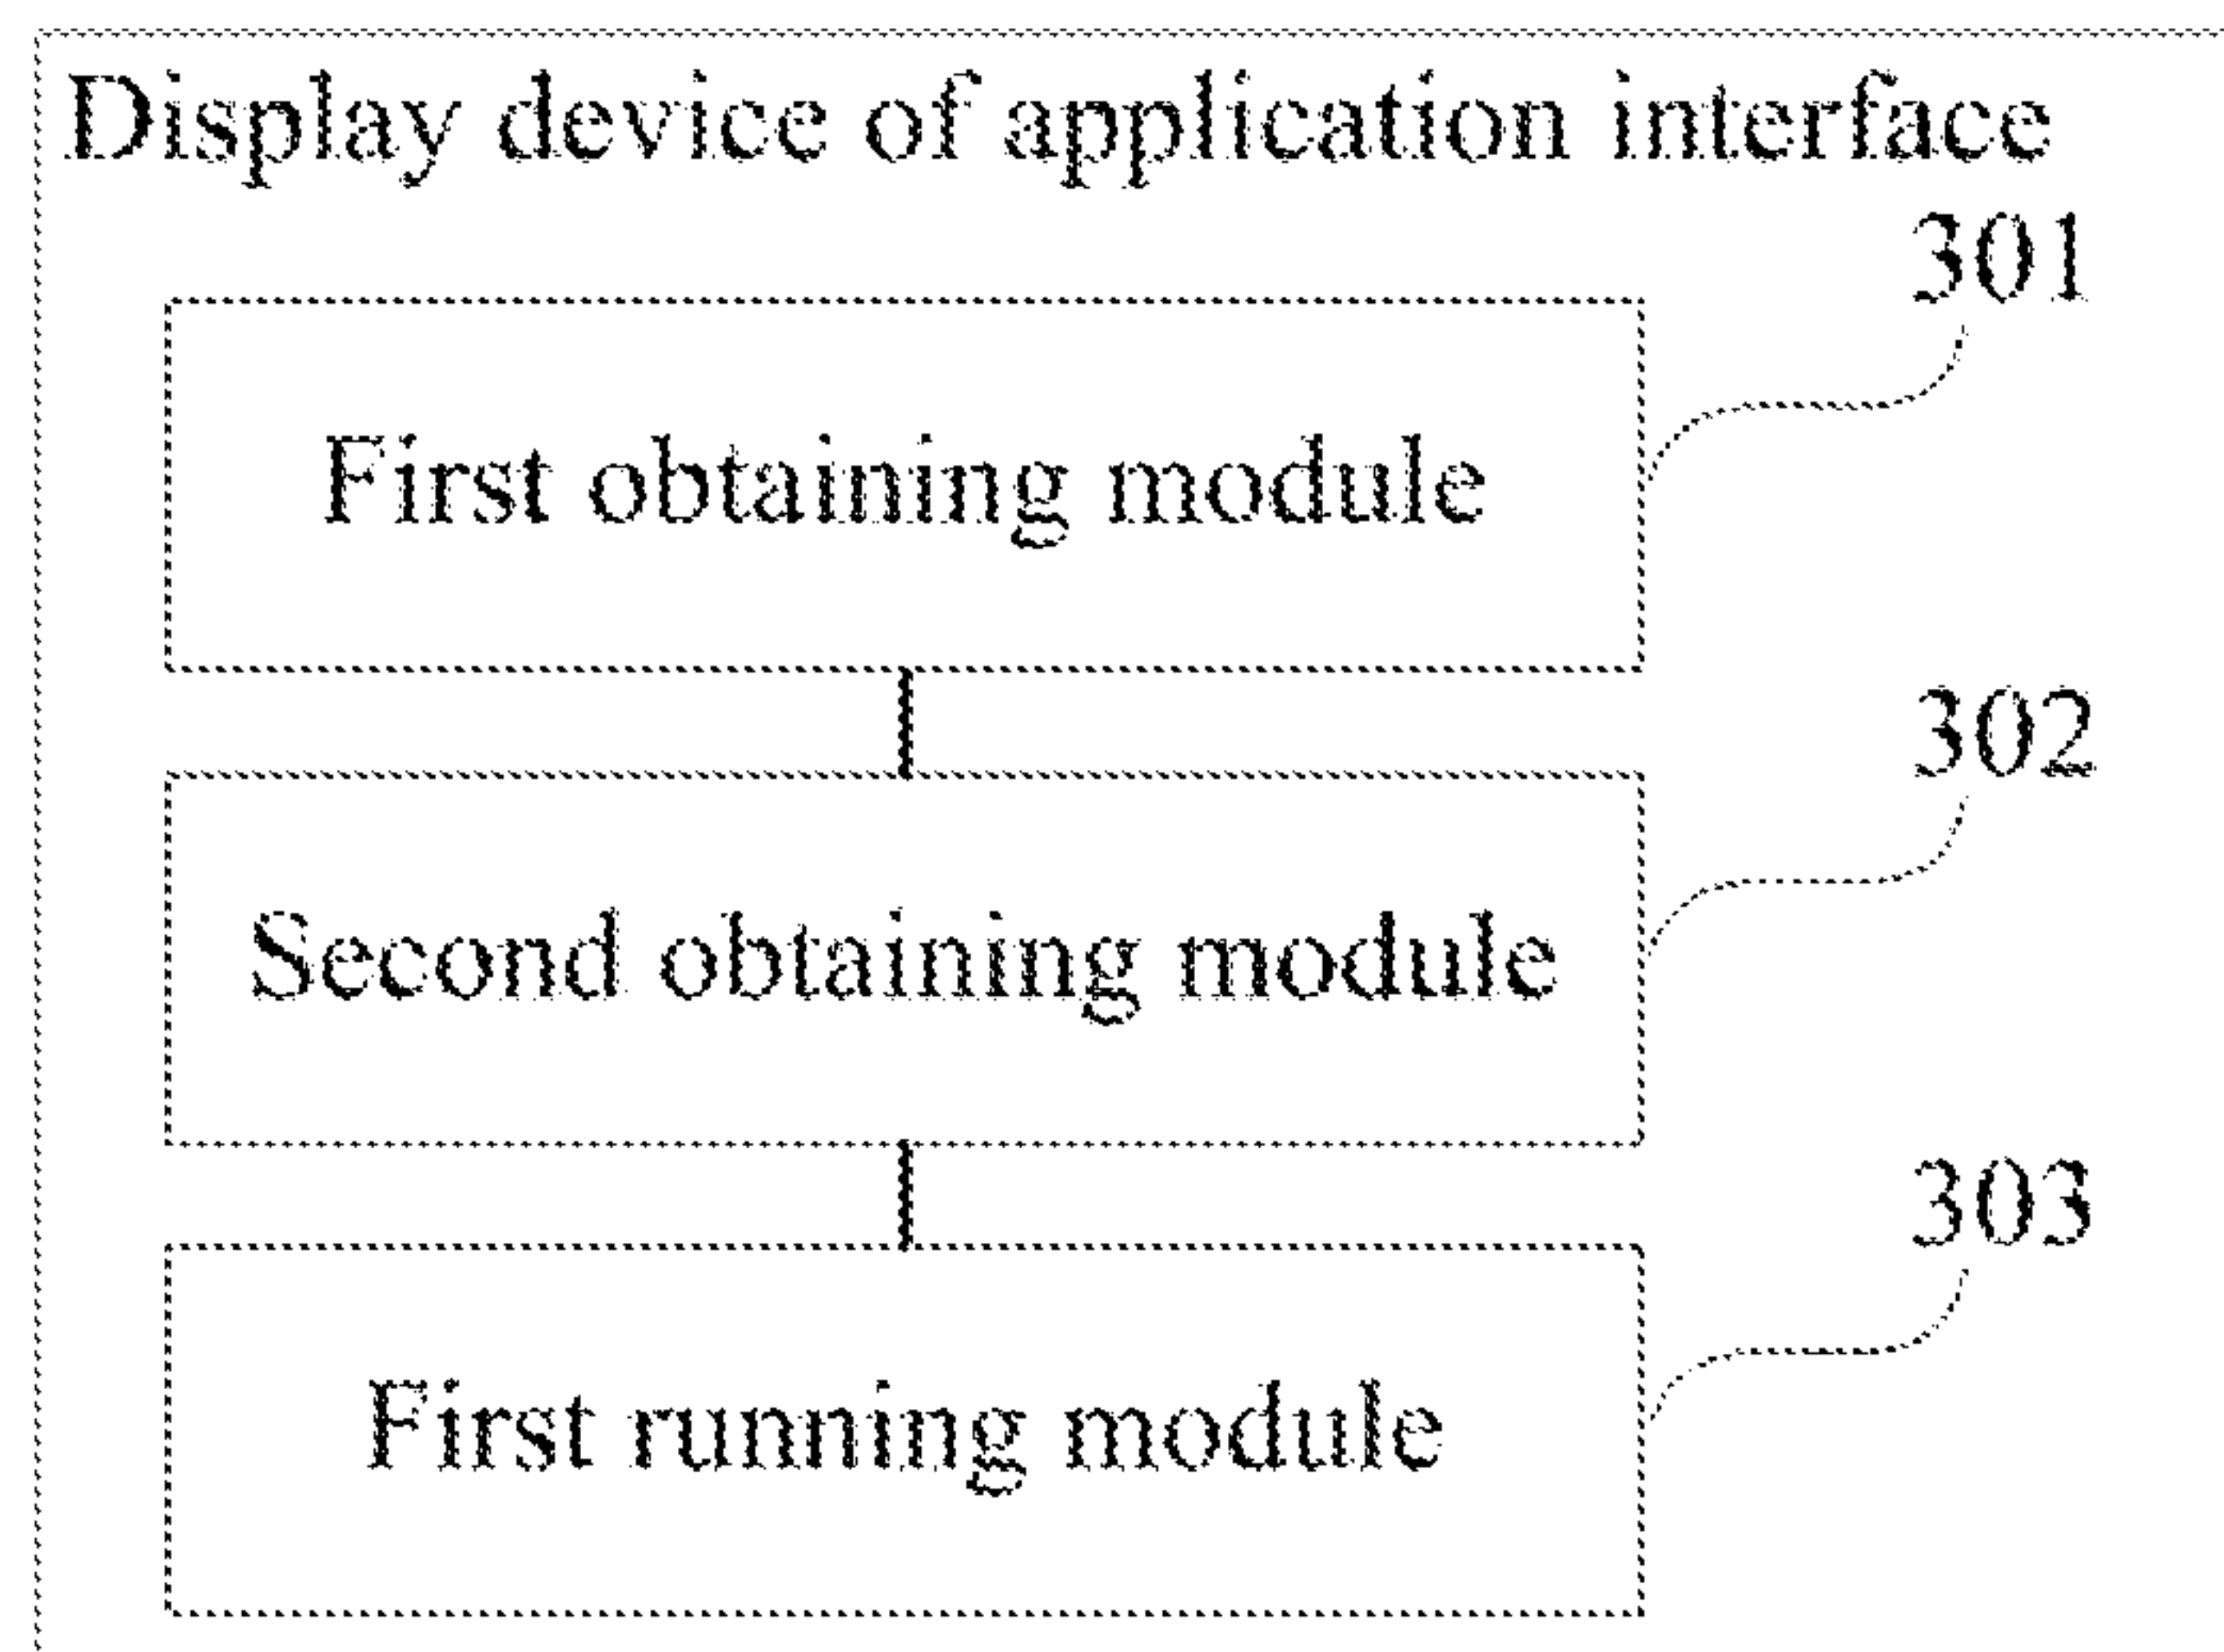 Display device of application interface
301
First obtaining module
302
Second obtaining module
303
First running module